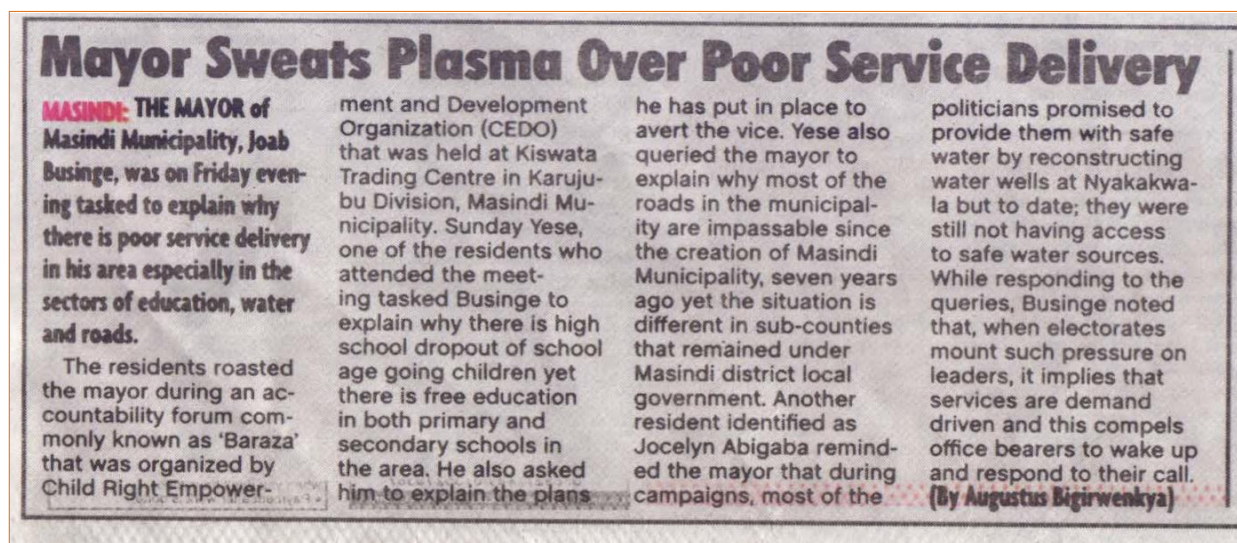 Mayor Sweats Plasma Over Poor Service Delivery
MASINDI: THE MAYOR of
Masindi Municipality, Joab
Businge, was on Friday even-
ing tasked to explain why
there is poor service delivery
in his area especially in the
sectors of education, water
and roads.
The residents roasted
the mayor during an ac-
countability forum com-
monly known as 'Baraza'
that was organized by
Child Right Empower-
ment and Development
Organization (CEDO)
that was held at Kiswata
Trading Centre in Karuju-
bu Division, Masindi Mu-
nicipality. Sunday Yese,
one of the residents who
attended the meet-
ing tasked Businge to
explain why there is high
school dropout of school
age going children yet
there is free education
in both primary and
secondary schools in
the area. He also asked
him to explain the plans
he has put in place to
avert the vice. Yese also
queried the mayor to
explain why most of the
roads in the municipal-
ity are impassable since
the creation of Masindi
Municipality, seven years
ago yet the situation is
different in sub-counties
that remained under
Masindi district local
government. Another
resident identified as
Jocelyn Abigaba remind-
ed the mayor that during
campaigns, most of the
politicians promised to
provide them with safe
water by reconstructing
water wells at Nyakakwa-
la but to date; they were
still not having access
to safe water sources.
While responding to the
queries, Businge noted
that, when electorates
mount such pressure on
leaders, it implies that
services are demand
driven and this compels
office bearers to wake up
and respond to their call.
(By Augustus Bigirwenkya)